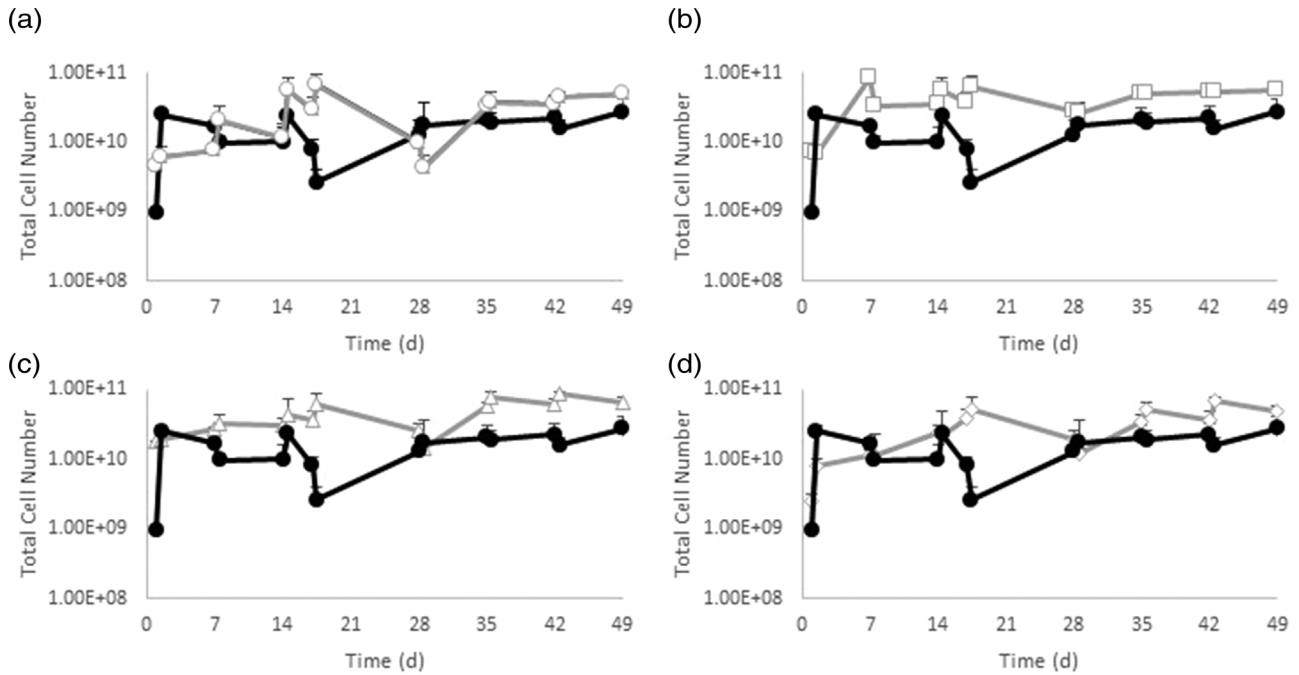 (a)
Total Cell Number
1.00E+11
1.00E+10
1.00E+09
1.00E+08
0 7 14 21 28 35 42 49
Time (d)
(b)
Total Cell Number
1.00E+11
1.00E+10
1.00E+09
1.00E+08
0 7 14 21 28 35 42 49
Time (d)
(c)
Total Cell Number
1.00E+11
1.00E+10
1.00E+09
1.00E+08
0 7 14 21 28 35 42 49
Time (d)
(d)
Total Cell Number
1.00E+11
1.00E+10
1.00E+09
1.00E+08
0 7 14 21 28 35 42 49
Time (d)